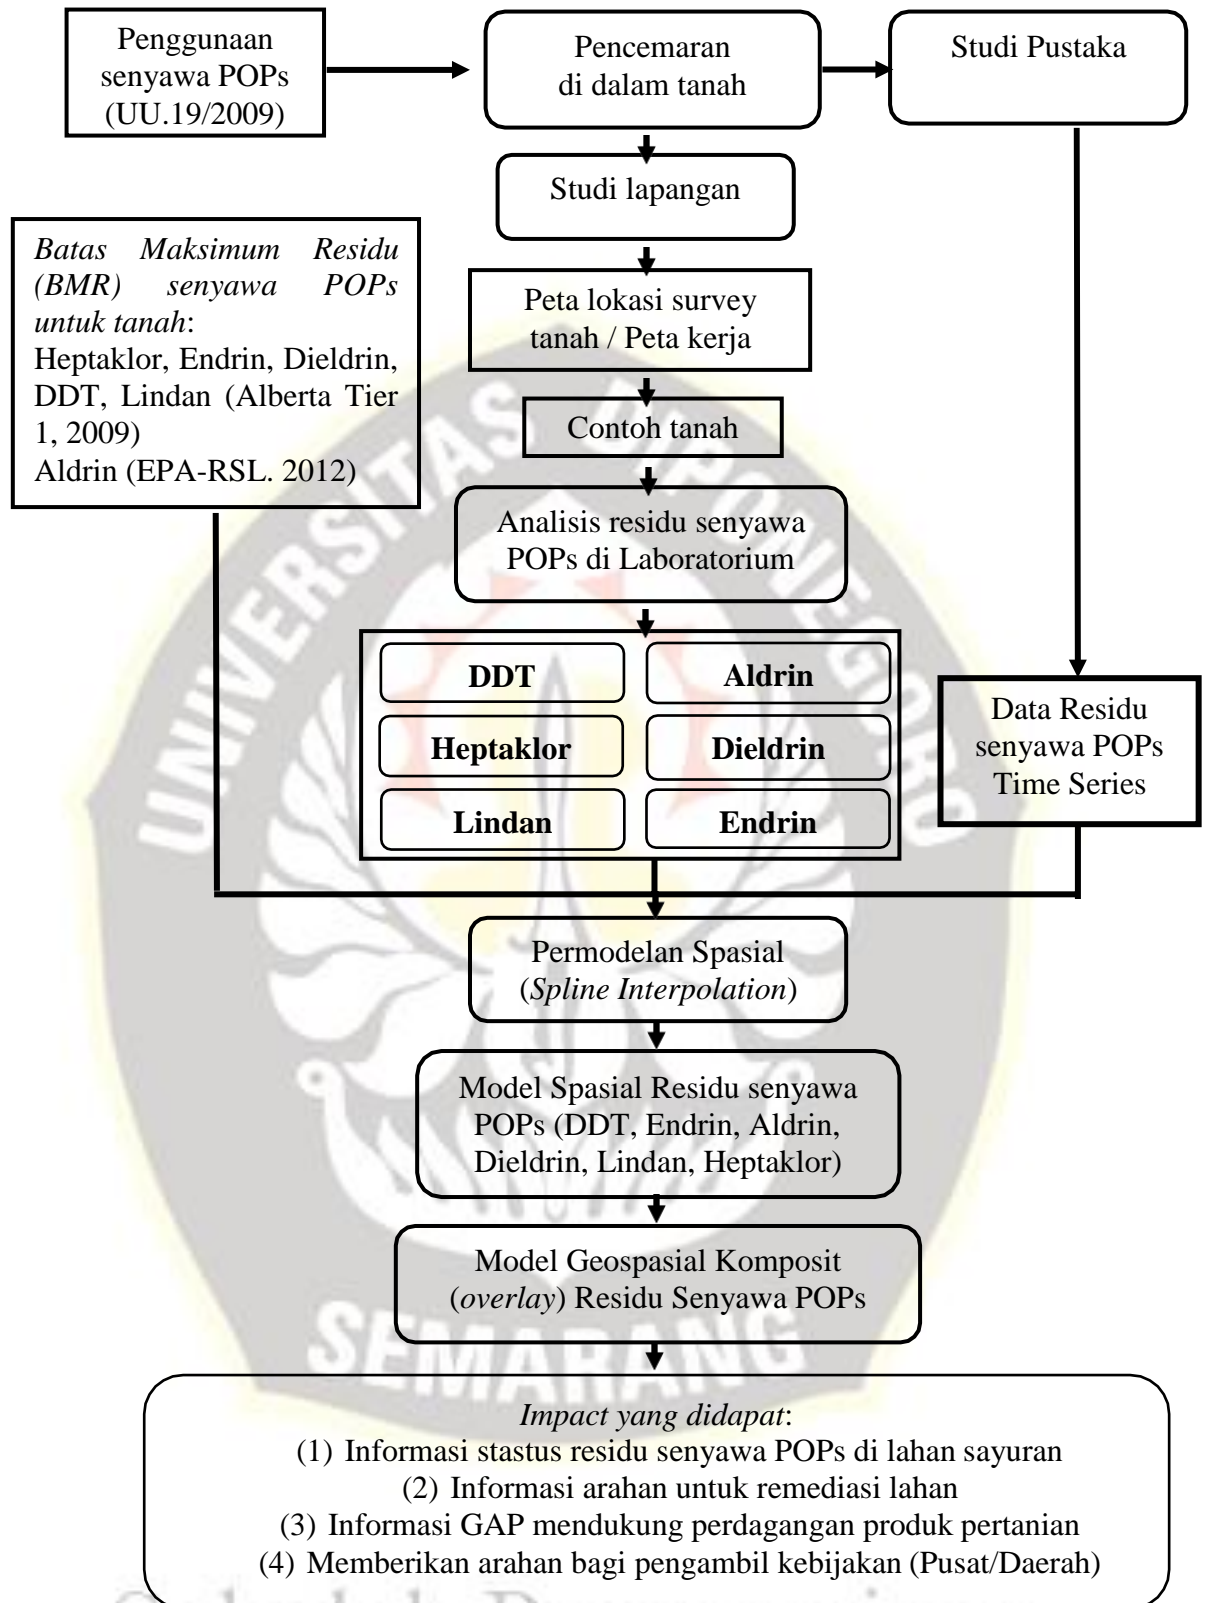 Penggunaan
senyawa POPs
(UU.19/2009)
Pencemaran
di dalam tanah
Studi Pustaka
Studi lapangan
Batas Maksimum Residu
(BMR) senyawa POPs
untuk tanah:
Heptaklor, Endrin, Dieldrin,
DDT, Lindan (Alberta Tier
1, 2009)
Aldrin (EPA-RSL. 2012)
Peta lokasi survey
tanah / Peta kerja
Contoh tanah
Analisis residu senyawa
POPs di Laboratorium
DDT
Aldrin
Heptaklor
Dieldrin
Lindan
Endrin
Data Residu
senyawa POPs
Time Series
Permodelan Spasial
(Spline Interpolation)
Model Spasial Residu senyawa
POPs (DDT, Endrin, Aldrin,
Dieldrin, Lindan, Heptaklor)
Model Geospasial Komposit
(overlay) Residu Senyawa POPs
Impact yang didapat:
(1) Informasi stastus residu senyawa POPs di lahan sayuran
(2) Informasi arahan untuk remediasi lahan
(3) Informasi GAP mendukung perdagangan produk pertanian
(4) Memberikan arahan bagi pengambil kebijakan (Pusat/Daerah)
UNIVERSITAS DIPONEGORO
SEMARANG